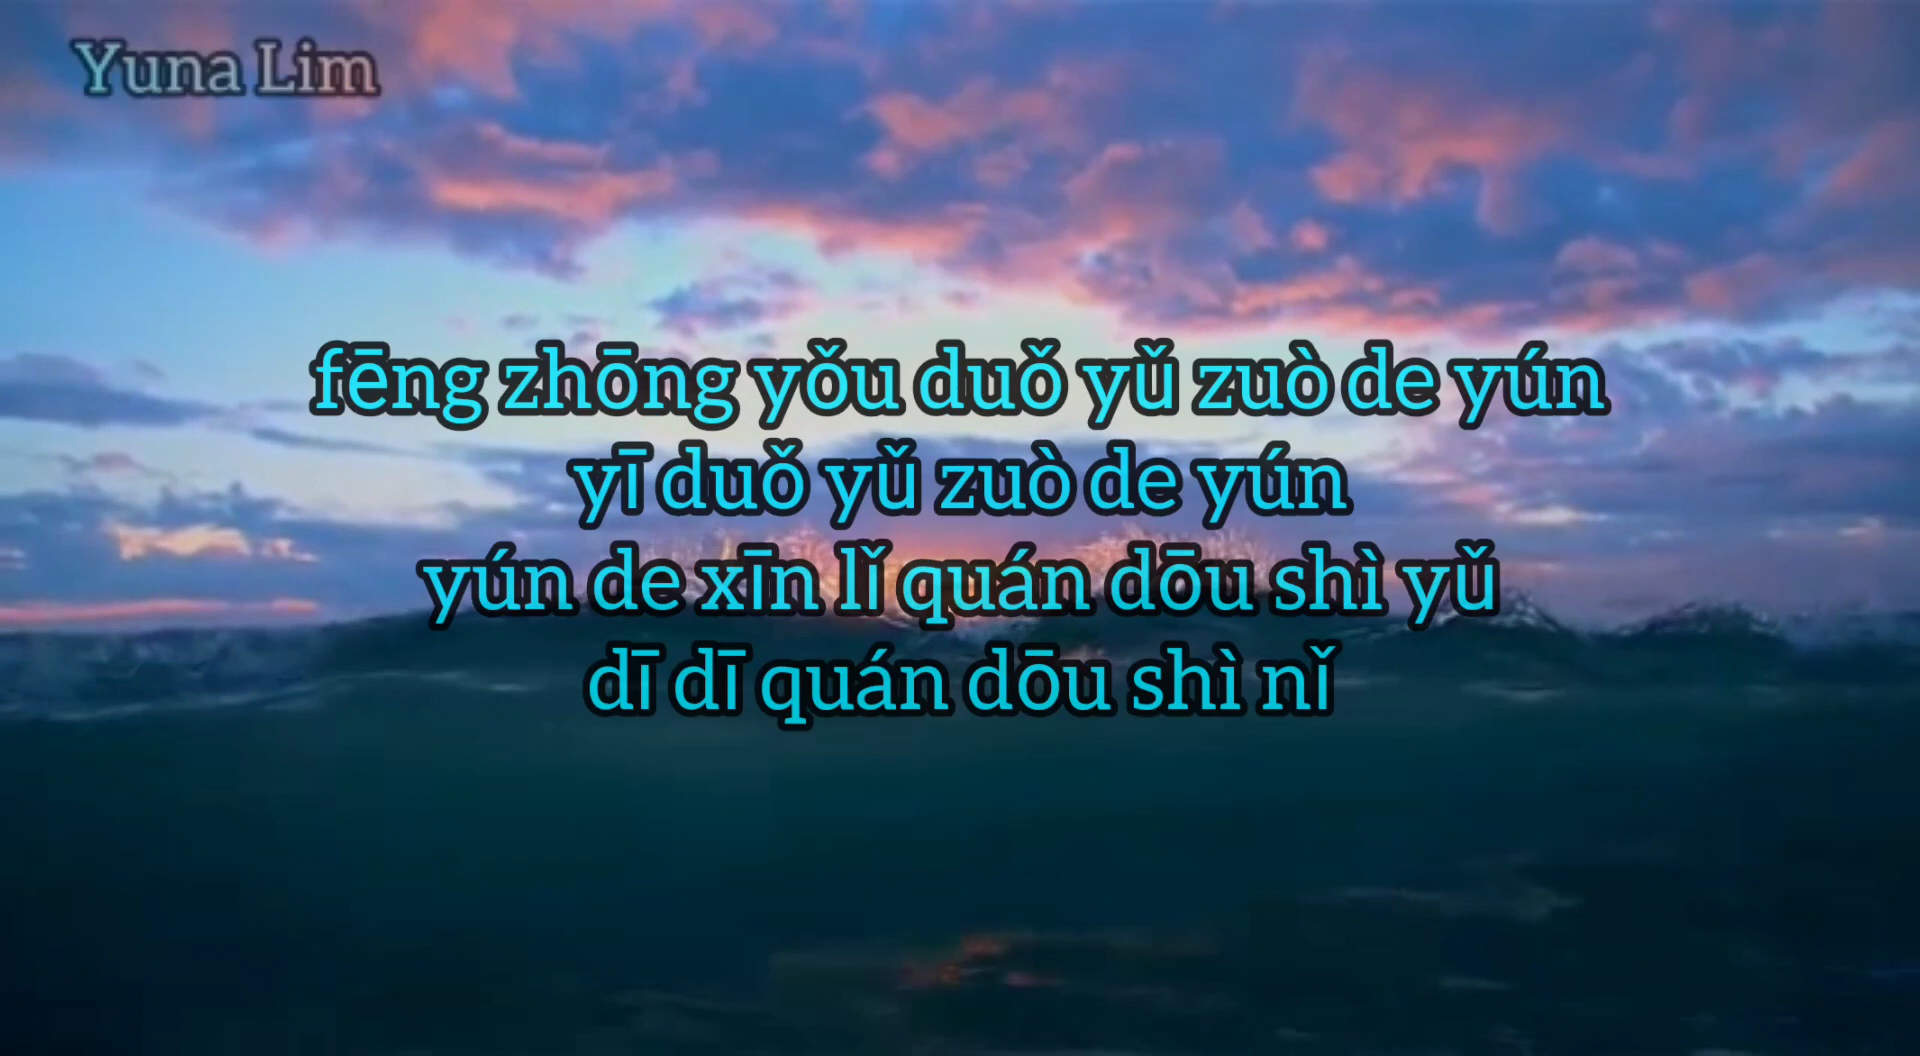 Yuna Lim
fēng zhōng yǒu duǒ yǔ zuò de yún
yī duǒ yǔ zuò de yún
yún de xīn lǐ quán dōu shì yǔ
dī dī quán dōu shì nǐ